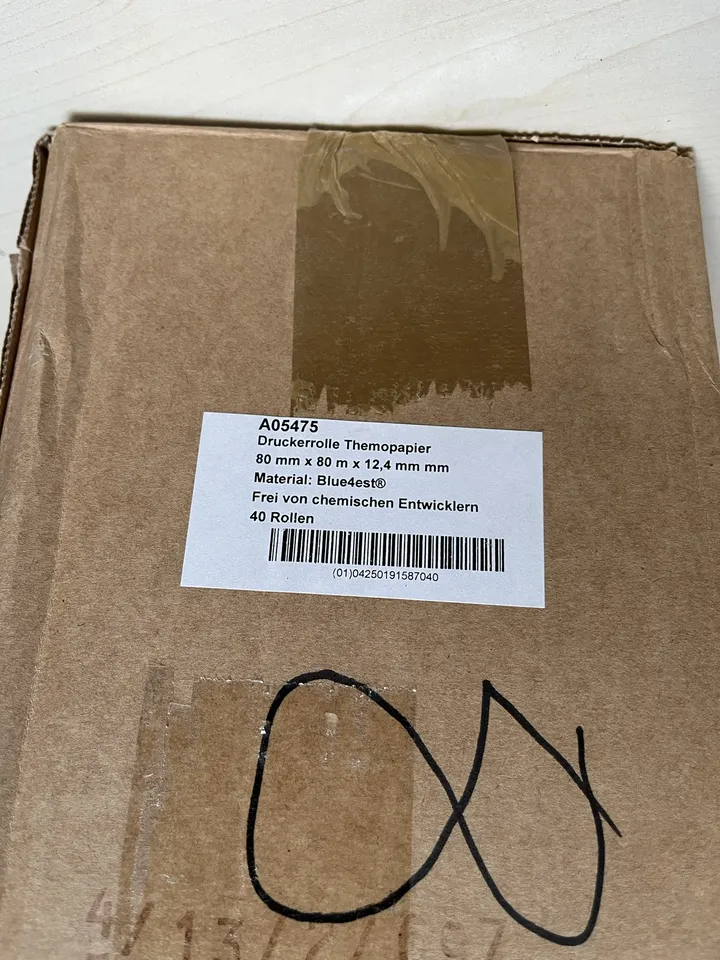 A05475
Druckerrolle Themopapier
80 mm x 80 m x 12,4 mm mm
Material: Blue4est®
Frei von chemischen Entwicklern
40 Rollen
(01)04250191587040